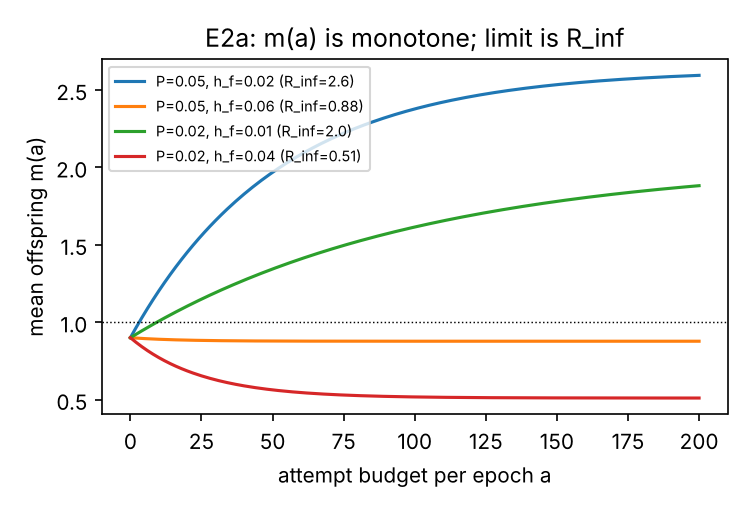 E2a: m(a) is monotone; limit is R_inf
P=0.05, h_f=0.02 (R_inf=2.6)
P=0.05, h_f=0.06 (R_inf=0.88)
P=0.02, h_f=0.01 (R_inf=2.0)
P=0.02, h_f=0.04 (R_inf=0.51)
mean offspring m(a)
2.5
2.0
1.5
1.0
0.5
0 25 50 75 100 125 150 175 200
attempt budget per epoch a